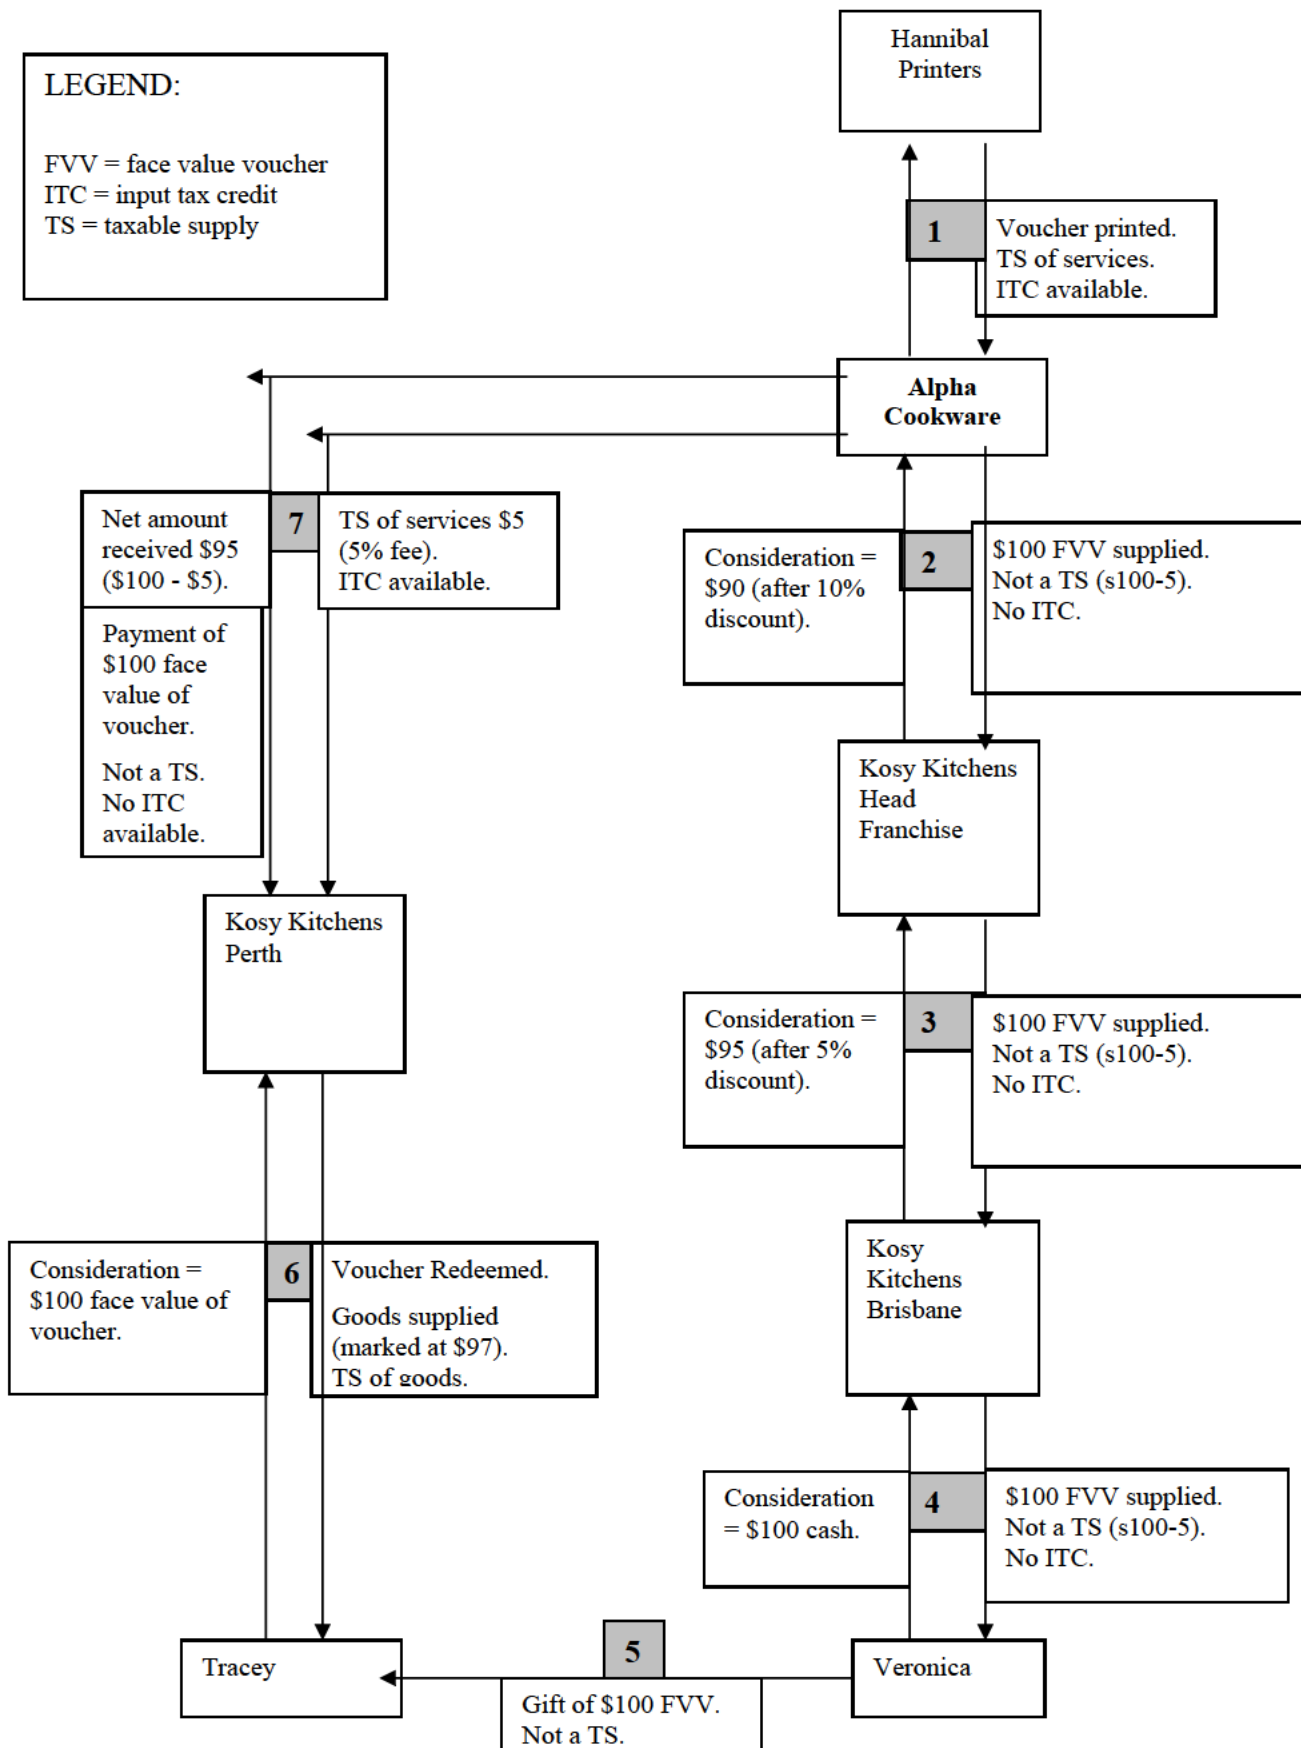 LEGEND:
FVV = face value voucher
ITC = input tax credit
TS = taxable supply
Hannibal
Printers
1
Voucher printed.
TS of services.
ITC available.
Alpha
Cookware
2
Consideration =
$90 (after 10%
discount).
$100 FVV supplied.
Not a TS (s100-5).
No ITC.
Kosy Kitchens
Head
Franchise
3
Consideration =
$95 (after 5%
discount).
$100 FVV supplied.
Not a TS (s100-5).
No ITC.
Kosy
Kitchens
Brisbane
4
Consideration
= $100 cash.
$100 FVV supplied.
Not a TS (s100-5).
No ITC.
Veronica
5
Gift of $100 FVV.
Not a TS.
Tracey
6
Consideration =
$100 face value of
voucher.
Voucher Redeemed.
Goods supplied
(marked at $97).
TS of goods.
Kosy Kitchens
Perth
7
Net amount
received $95
($100 - $5).
Payment of
$100 face
value of
voucher.
Not a TS.
No ITC
available.
TS of services $5
(5% fee).
ITC available.